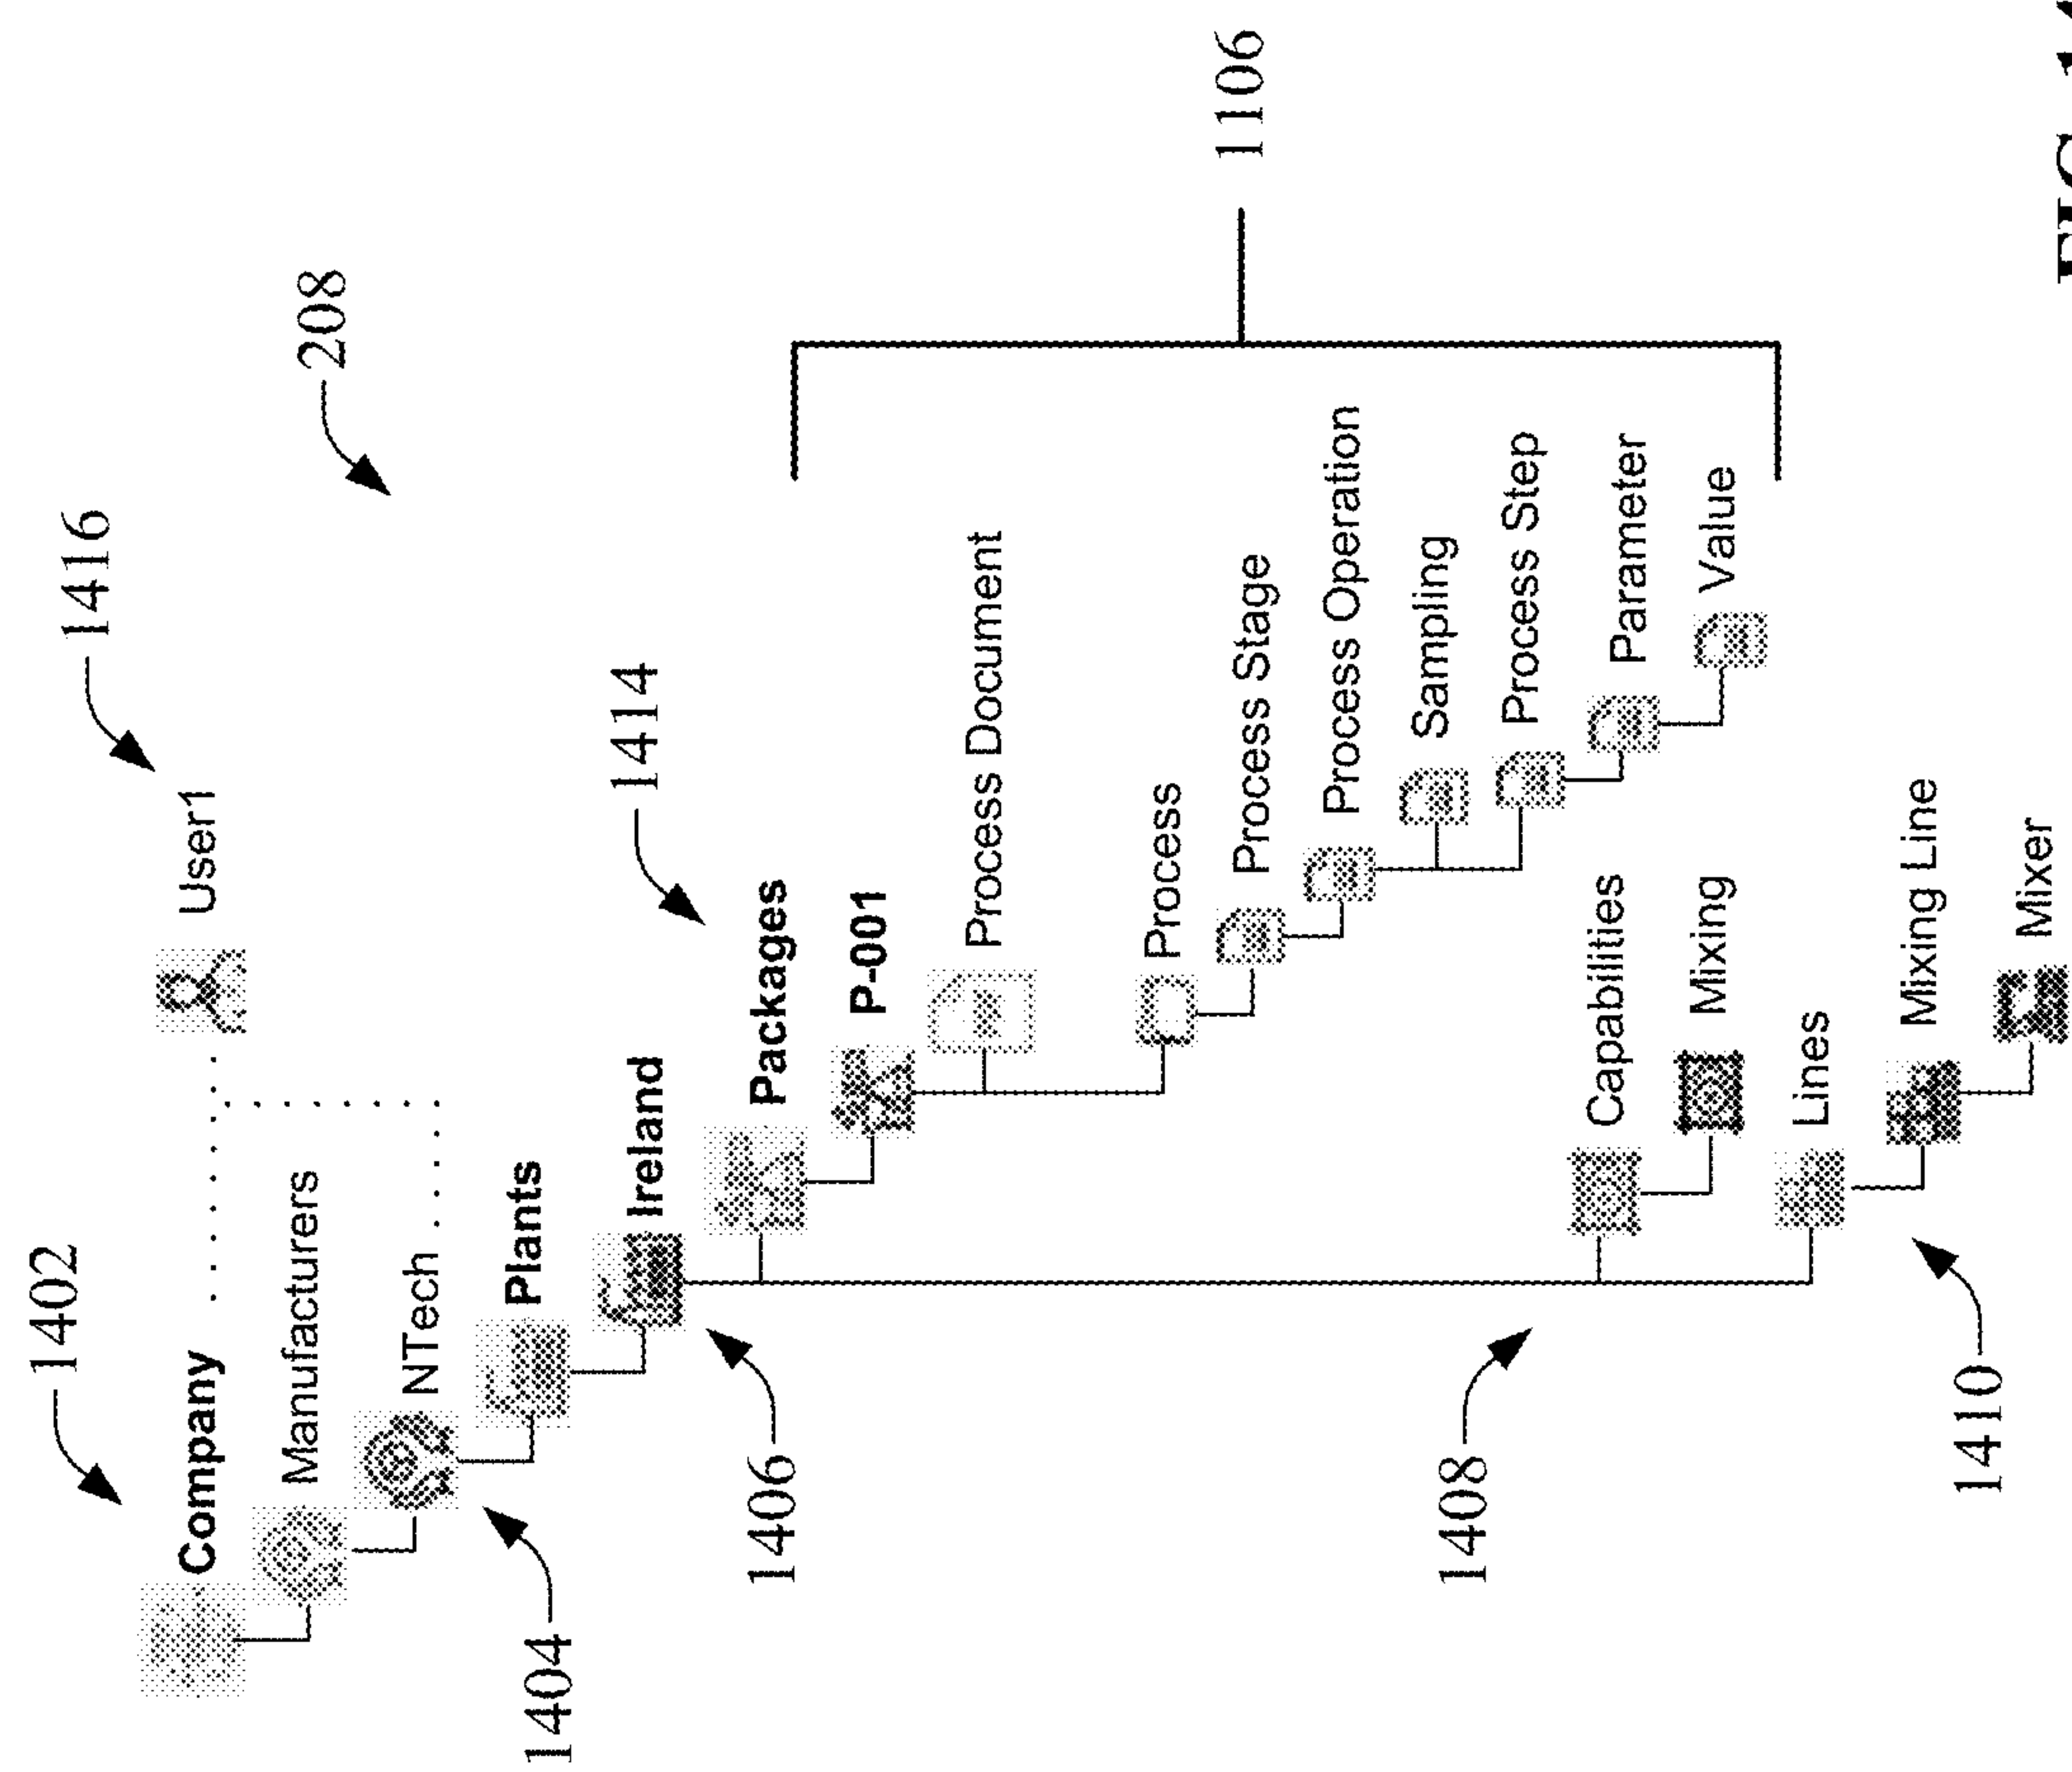 1402
1416
Company
User1
208
Manufacturers
NTech
1404
Plants
1414
Ireland
1406
Packages
P-001
Process Document
Process
1106
Process Stage
Process Operation
Sampling
Process Step
1408
Capabilities
Parameter
Mixing
Value
Lines
Mixing Line
1410
Mixer